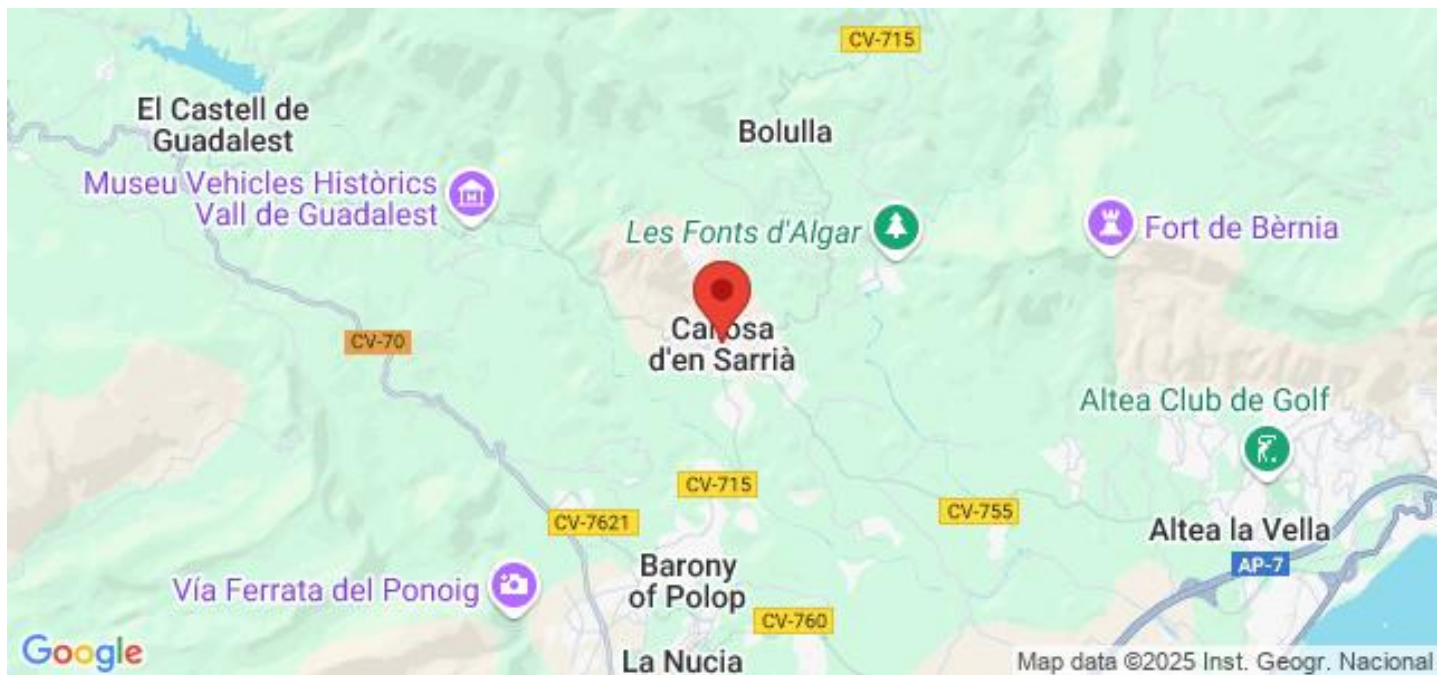 CV-715
El Castell de
Guadalest
Bolulla
Museu Vehicles Històrics
Vall de Guadalest
Les Fonts d'Algar
Fort de Bèrnia
CV-70
Callosa
d'en Sarrià
Altea Club de Golf
CV-715
CV-7621
CV-755
Altea la Vella
AP-7
Barony
of Polop
Vía Ferrata del Ponoig
CV-760
La Nucia
Google
Map data ©2025 Inst. Geogr. Nacional